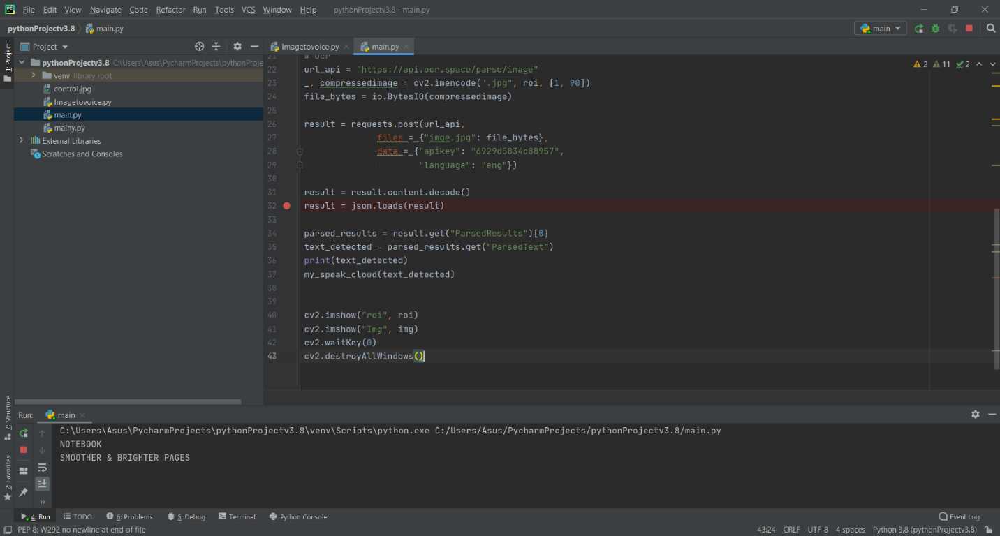 File Edit View Navigate Code Refactor Run Tools VCS Window Help pythonProjectv3.8 - main.py
pythonProjectv3.8 main.py main
1: Project
Project
Imagetovoice.py main.py
pythonProjectv3.8 C:\Users\Asus\PycharmProjects\pythonProje
venv library root
control.jpg
Imagetovoice.py
main.py
mainy.py
External Libraries
Scratches and Consoles
2 11 2
21 # ocr
22 url_api = "https://api.ocr.space/parse/image"
23 _, compressedimage = cv2.imencode(".jpg", roi, [1, 90])
24 file_bytes = io.BytesIO(compressedimage)
25
26 result = requests.post(url_api,
27 files = {"imge.jpg": file_bytes},
28 data = {"apikey": "6929d5834c88957",
29 "language": "eng"})
30
31 result = result.content.decode()
32 result = json.loads(result)
33
34 parsed_results = result.get("ParsedResults")[0]
35 text_detected = parsed_results.get("ParsedText")
36 print(text_detected)
37 my_speak_cloud(text_detected)
38
39
40 cv2.imshow("roi", roi)
41 cv2.imshow("Img", img)
42 cv2.waitKey(0)
43 cv2.destroyAllWindows()
7: Structure
2: Favorites
Run: main
C:\Users\Asus\PycharmProjects\pythonProjectv3.8\venv\Scripts\python.exe C:/Users/Asus/PycharmProjects/pythonProjectv3.8/main.py
NOTEBOOK
SMOOTHER & BRIGHTER PAGES
4: Run TODO 6: Problems 5: Debug Terminal Python Console Event Log
PEP 8: W292 no newline at end of file 43:24 CRLF UTF-8 4 spaces Python 3.8 (pythonProjectv3.8)